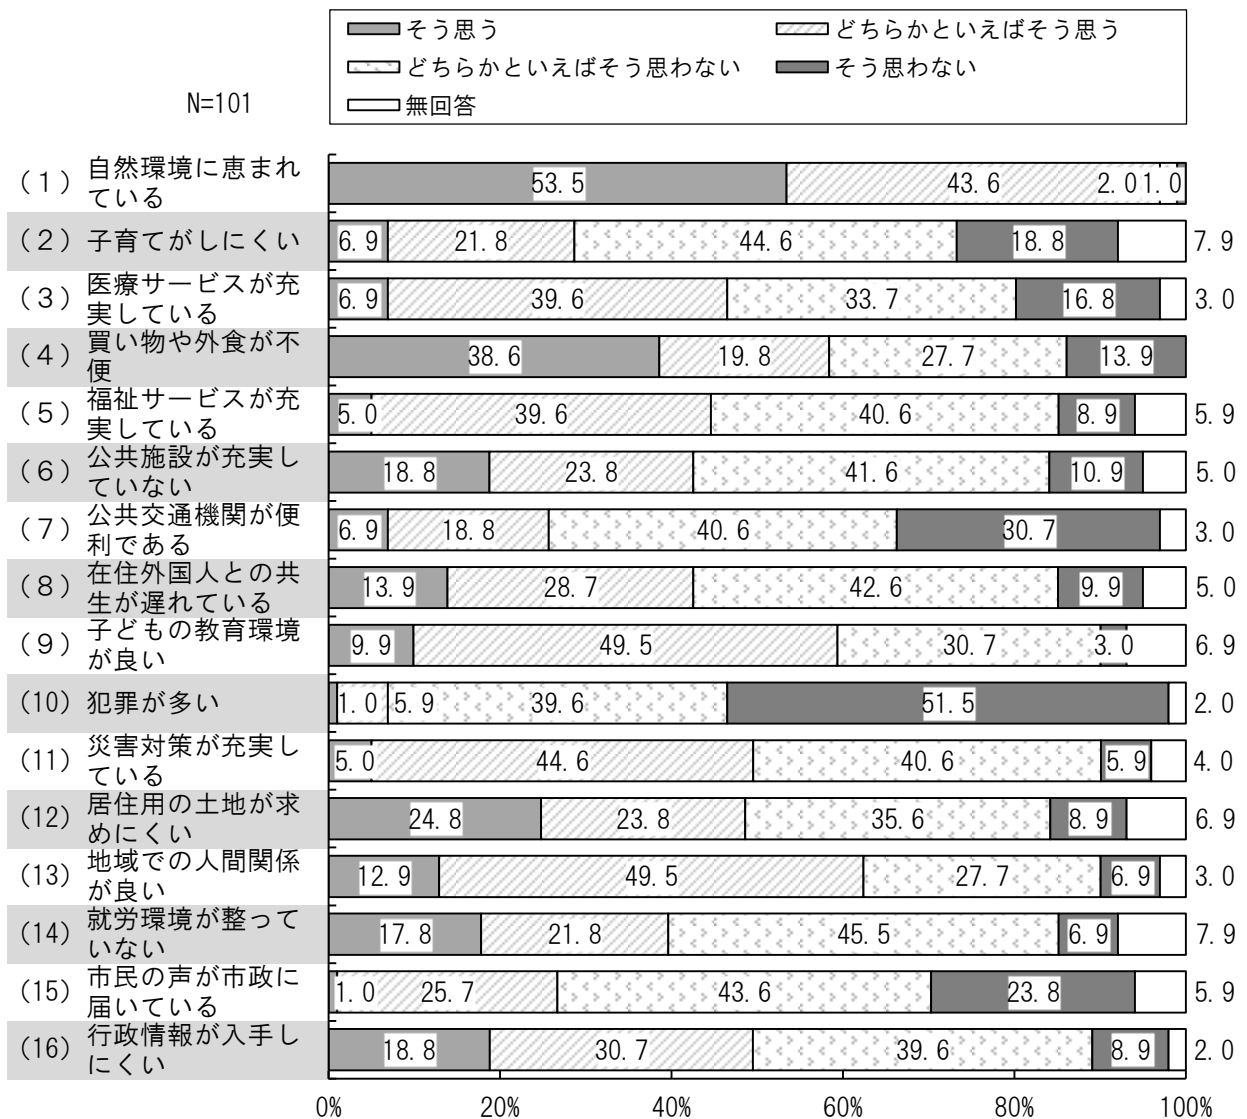 そう思う
どちらかといえばそう思う
どちらかといえばそう思わない
そう思わない
無回答
N=101
（1）自然環境に恵まれ
ている
53.5 43.6 2.0 1.0
（2）子育てがしにくい
6.9 21.8 44.6 18.8 7.9
（3）医療サービスが充
実している
6.9 39.6 33.7 16.8 3.0
（4）買い物や外食が不
便
38.6 19.8 27.7 13.9
（5）福祉サービスが充
実している
5.0 39.6 40.6 8.9 5.9
（6）公共施設が充実し
ていない
18.8 23.8 41.6 10.9 5.0
（7）公共交通機関が便
利である
6.9 18.8 40.6 30.7 3.0
（8）在住外国人との共
生が遅れている
13.9 28.7 42.6 9.9 5.0
（9）子どもの教育環境
が良い
9.9 49.5 30.7 3.0 6.9
（10）犯罪が多い
1.0 5.9 39.6 51.5 2.0
（11）災害対策が充実し
ている
5.0 44.6 40.6 5.9 4.0
（12）居住用の土地が求
めにくい
24.8 23.8 35.6 8.9 6.9
（13）地域での人間関係
が良い
12.9 49.5 27.7 6.9 3.0
（14）就労環境が整って
いない
17.8 21.8 45.5 6.9 7.9
（15）市民の声が市政に
届いている
1.0 25.7 43.6 23.8 5.9
（16）行政情報が入手し
にくい
18.8 30.7 39.6 8.9 2.0
0% 20% 40% 60% 80% 100%